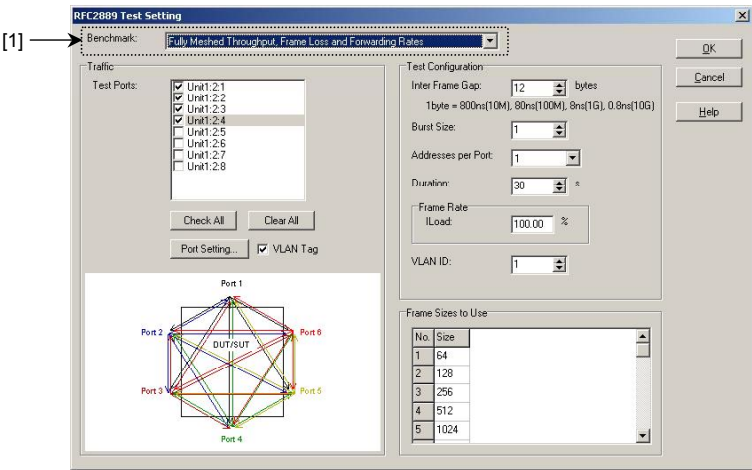 RFC2889 Test Setting
[1]
Benchmark: Fully Meshed Throughput, Frame Loss and Forwarding Rates
OK
Cancel
Help
Traffic
Test Ports:
Unit1:2:1
Unit1:2:2
Unit1:2:3
Unit1:2:4
Unit1:2:5
Unit1:2:6
Unit1:2:7
Unit1:2:8
Check All Clear All
Port Setting... VLAN Tag
Port 1
Port 2 Port 6
DUT/SUT
Port 3 Port 5
Port 4
Test Configuration
Inter Frame Gap: 12 bytes
1byte = 800ns(10M), 80ns(100M), 8ns(1G), 0.8ns(10G)
Burst Size: 1
Addresses per Port: 1
Duration: 30 s
Frame Rate
ILoad: 100.00 %
VLAN ID: 1
Frame Sizes to Use
No. Size
1 64
2 128
3 256
4 512
5 1024